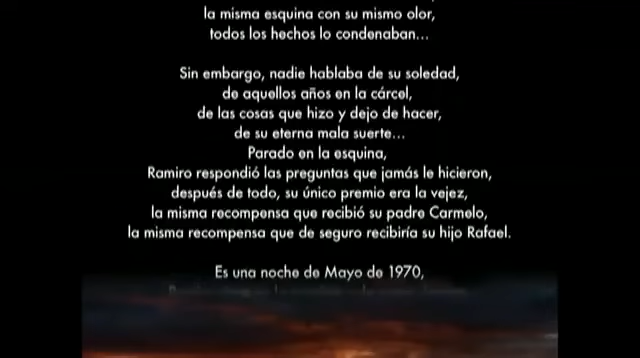 la misma esquina con su mismo olor,
todos los hechos lo condenaban...
Sin embargo, nadie hablaba de su soledad,
de aquellos años en la cárcel,
de las cosas que hizo y dejo de hacer,
de su eterna mala suerte...
Parado en la esquina,
Ramiro respondió las preguntas que jamás le hicieron,
después de todo, su único premio era la vejez,
la misma recompensa que recibió su padre Carmelo,
la misma recompensa que de seguro recibiría su hijo Rafael.
Es una noche de Mayo de 1970,